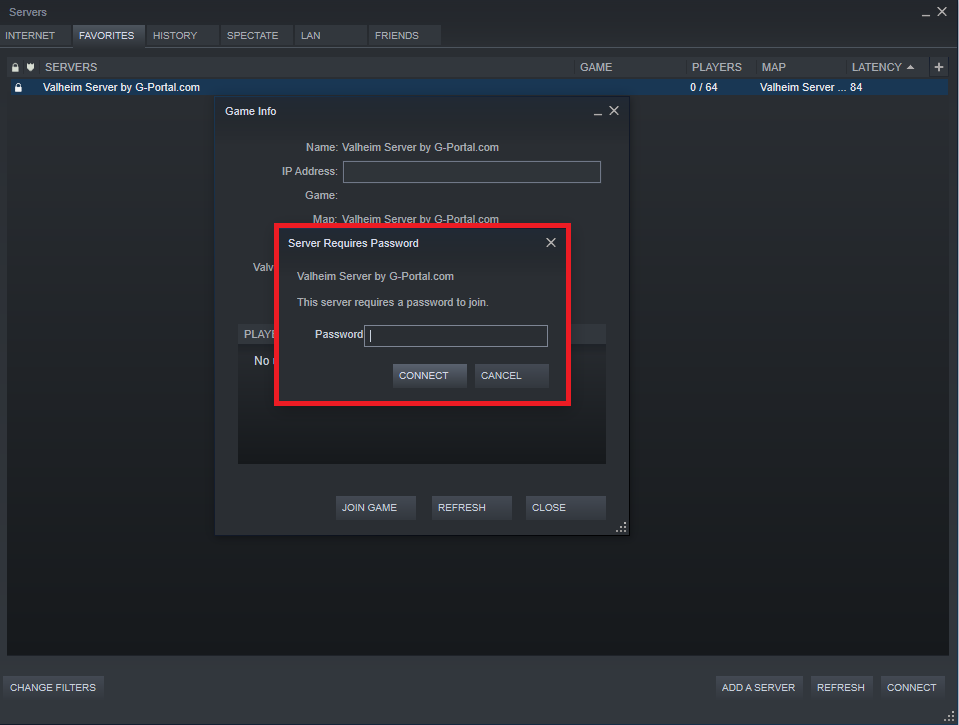 Servers
INTERNET FAVORITES HISTORY SPECTATE LAN FRIENDS
SERVERS GAME PLAYERS MAP LATENCY
Valheim Server by G-Portal.com 0 / 64 Valheim Server ... 84
Game Info
Name: Valheim Server by G-Portal.com
IP Address:
Game:
Map: Valheim Server by G-Portal.com
Server Requires Password
Valv
Valheim Server by G-Portal.com
This server requires a password to join.
PLAYE
Password
No
CONNECT CANCEL
JOIN GAME REFRESH CLOSE
CHANGE FILTERS ADD A SERVER REFRESH CONNECT